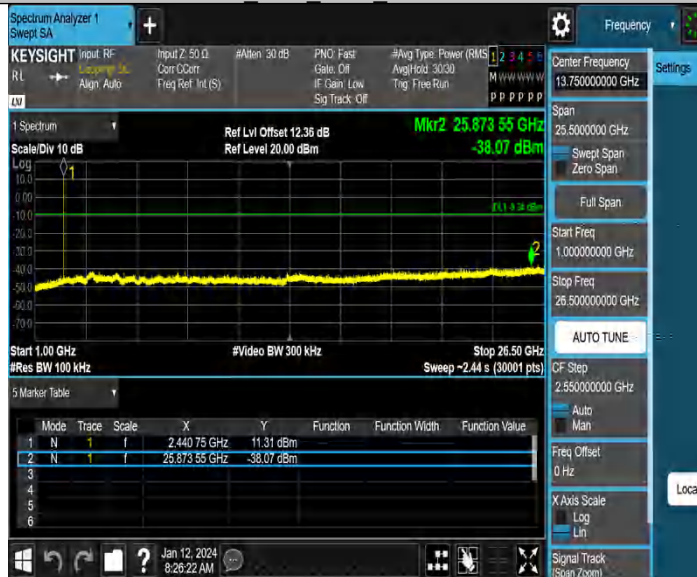 Spectrum Analyzer 1
Swept SA
Frequency
Settings
KEYSIGHT
RL
Input: RF
Align: Auto
Input Z: 50 Ω
Corr CCorr
Freq Ref: Int (S)
#Atten: 30 dB
PNO: Fast
Gate: Off
IF Gain: Low
Sig Track: Off
#Avg Type: Power (RMS)
Avg|Hold: 30/30
Trig: Free Run
1 2 3 4 5 6
M W W W W W
P P P P P P
LXI
1 Spectrum
Scale/Div 10 dB
Ref Lvl Offset 12.36 dB
Ref Level 20.00 dBm
Mkr2 25.873 55 GHz
-38.07 dBm
Log
10.0
0.00
-10.0
-20.0
-30.0
-40.0
-50.0
-60.0
-70.0
1
2
Start 1.00 GHz
#Res BW 100 kHz
#Video BW 300 kHz
Stop 26.50 GHz
Sweep ~2.44 s (30001 pts)
5 Marker Table
Mode Trace Scale X Y Function Function Width Function Value
1 N 1 f 2.440 75 GHz 11.31 dBm
2 N 1 f 25.873 55 GHz -38.07 dBm
3
4
5
6
Jan 12, 2024
8:26:22 AM
Center Frequency
13.750000000 GHz
Span
25.5000000 GHz
Swept Span
Zero Span
Full Span
Start Freq
1.000000000 GHz
Stop Freq
26.500000000 GHz
AUTO TUNE
CF Step
2.550000000 GHz
Auto
Man
Freq Offset
0 Hz
X Axis Scale
Log
Lin
Signal Track
(Span Zoom)
Loca